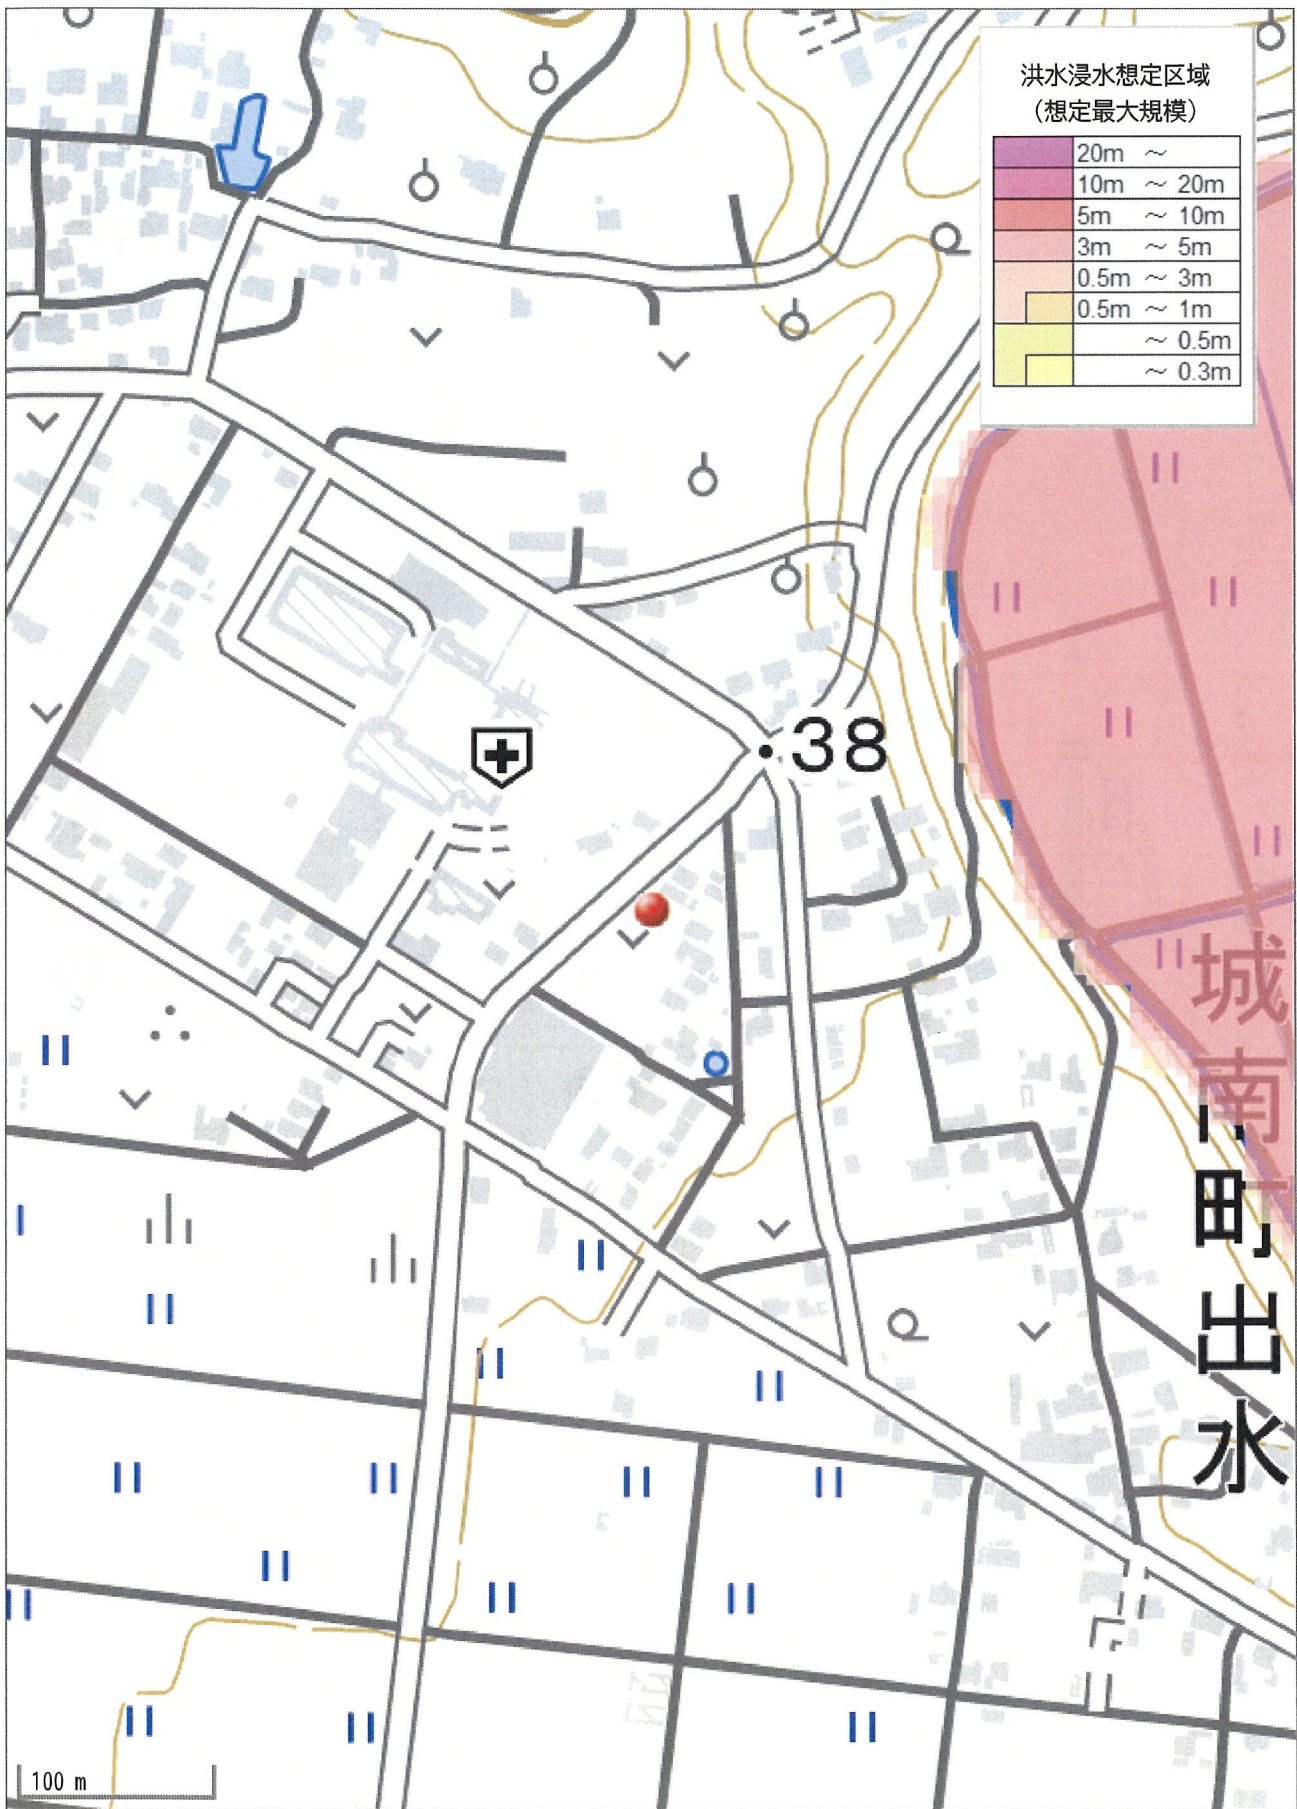 洪水浸水想定区域
(想定最大規模)
20m ～
10m ～ 20m
5m ～ 10m
3m ～ 5m
0.5m ～ 3m
0.5m ～ 1m
～ 0.5m
～ 0.3m
38
城南町出水
100 m